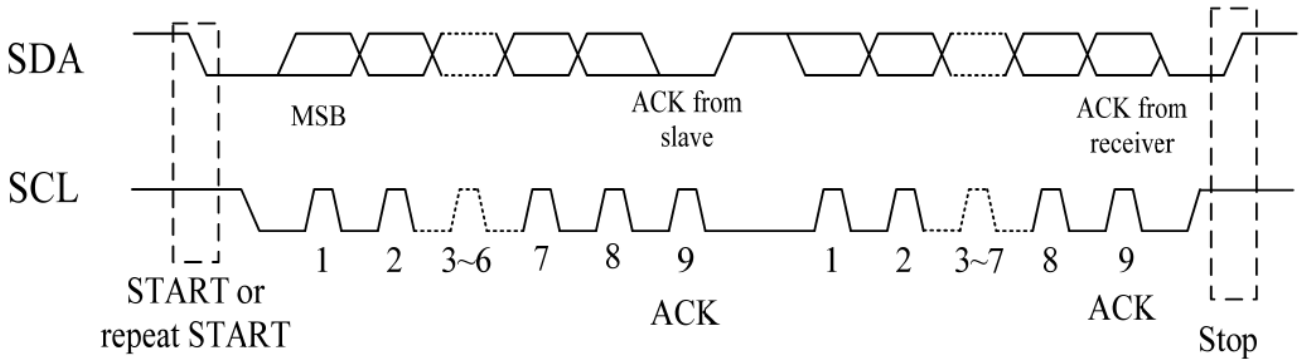 SDA
MSB
ACK from
slave
ACK from
receiver
SCL
1 2 3~6 7 8 9 1 2 3~7 8 9
START or
repeat START
ACK
ACK
Stop